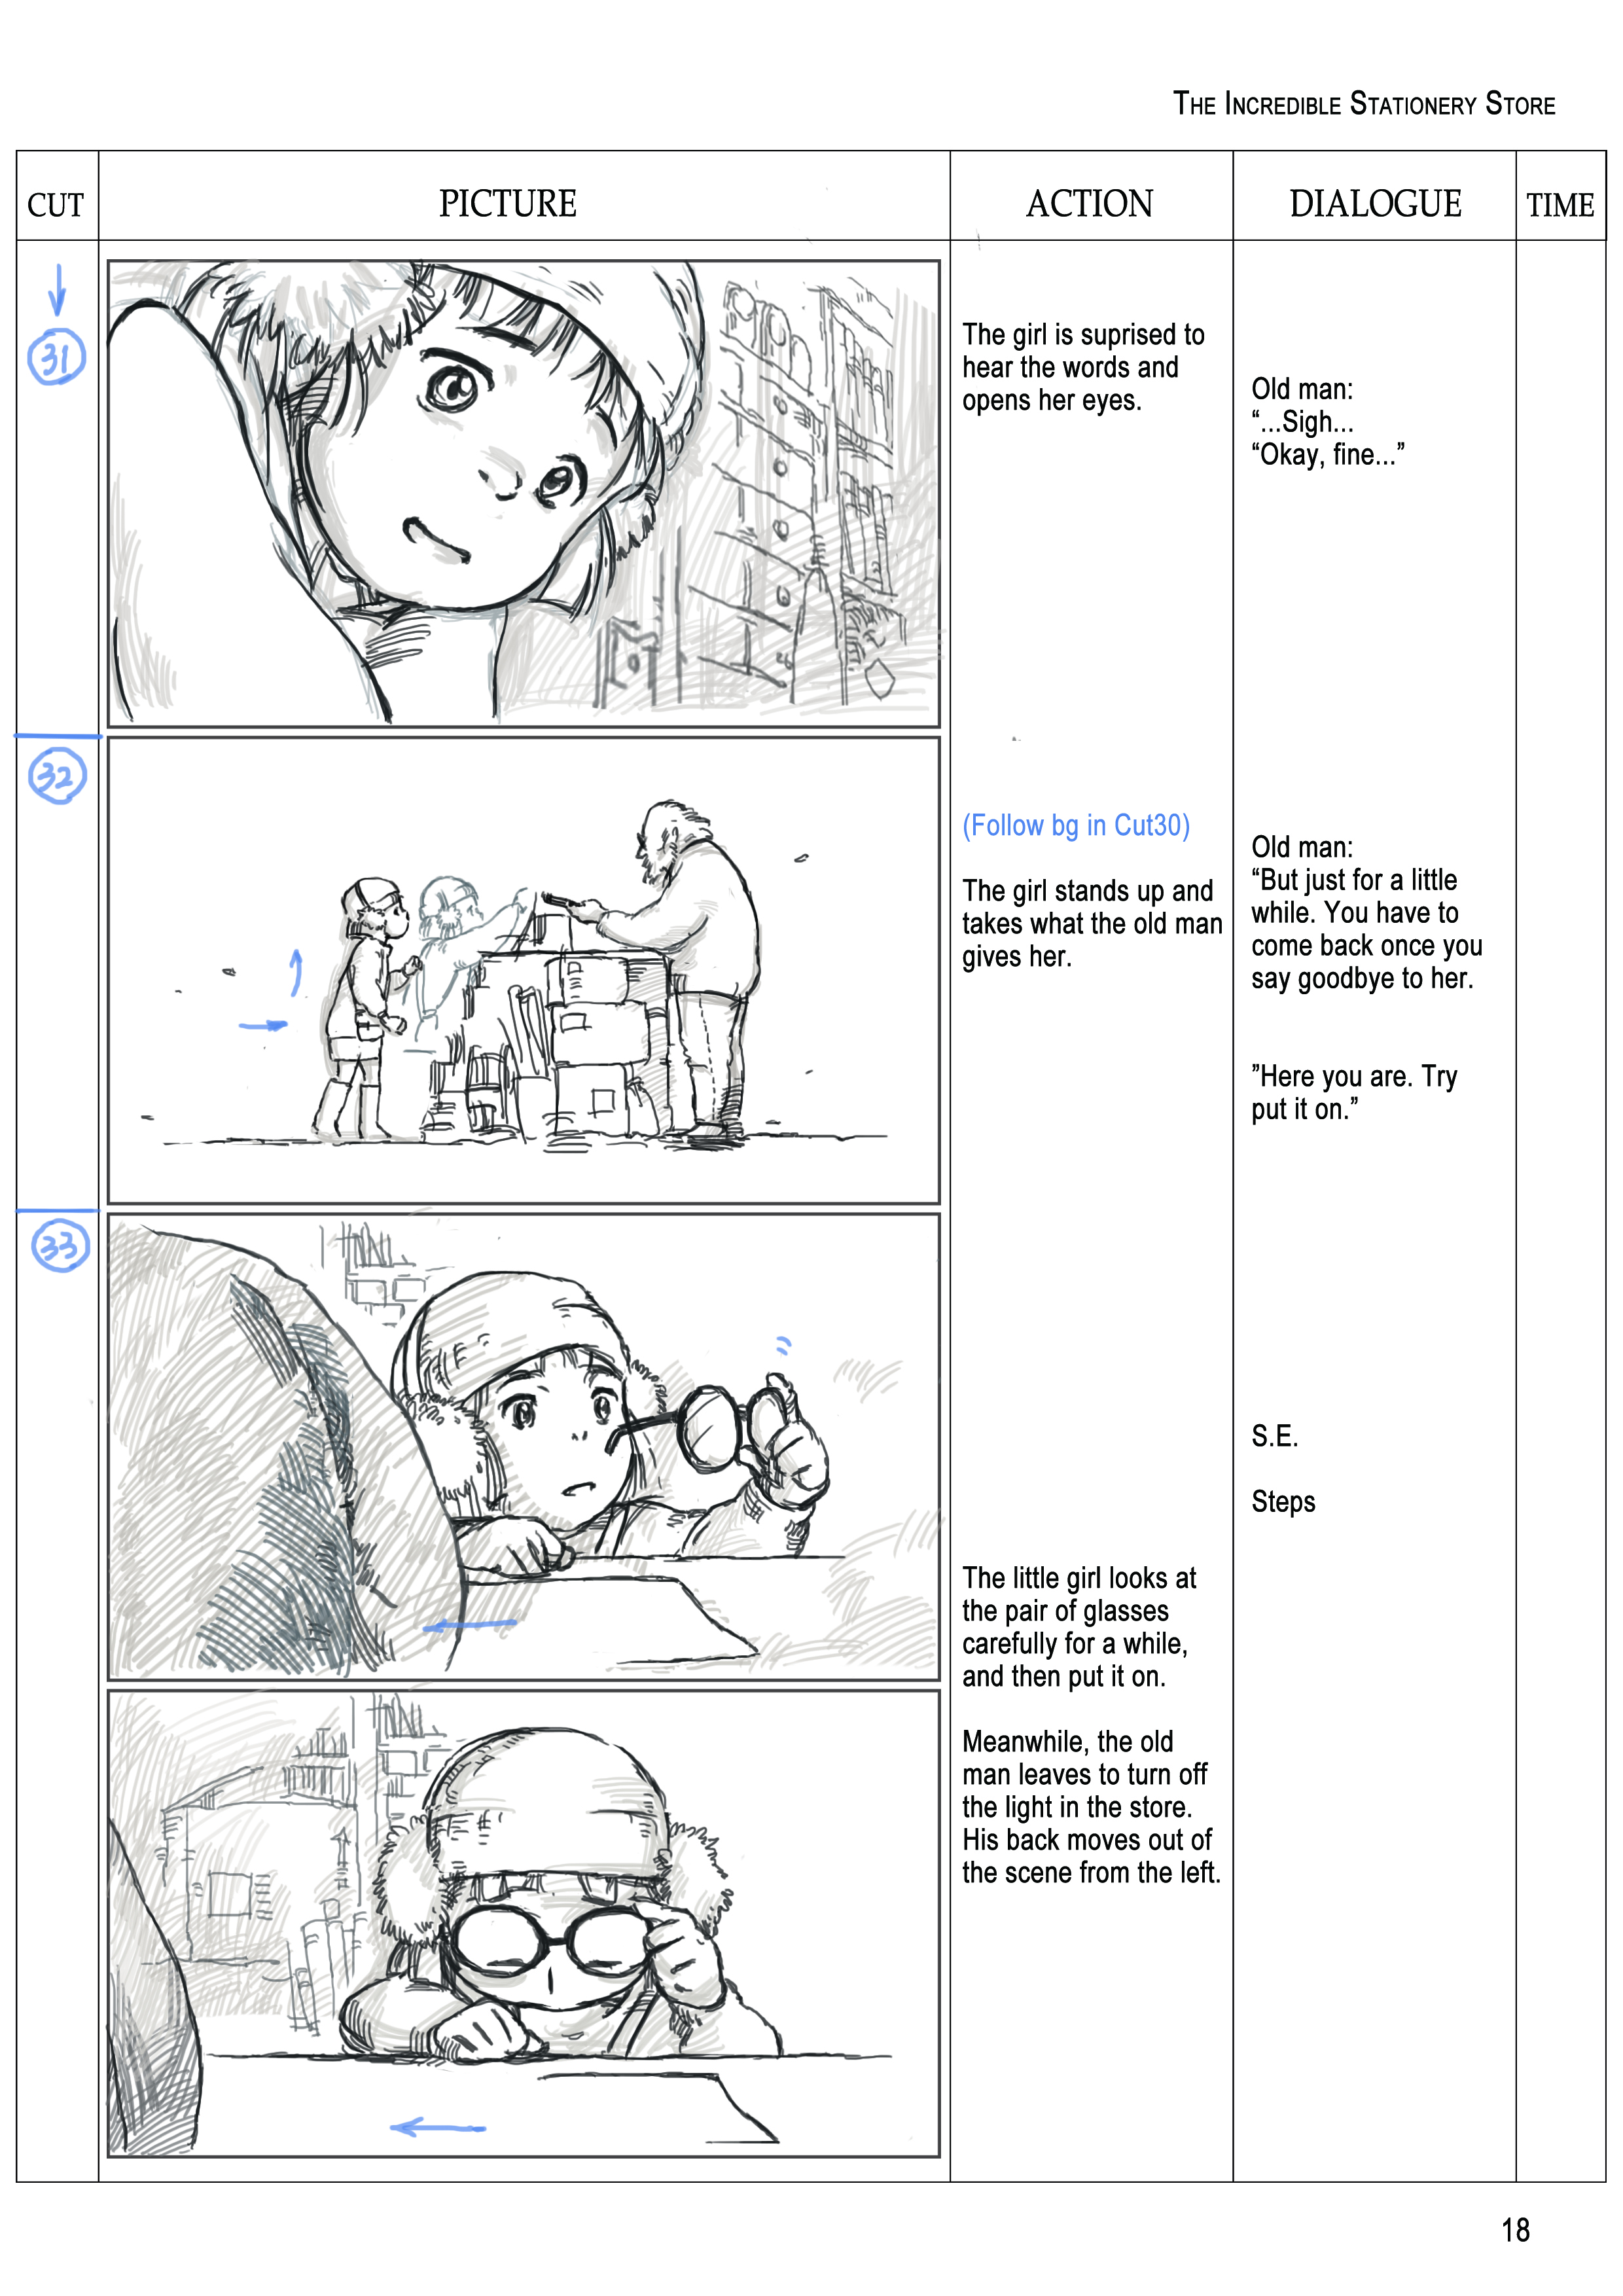 THE INCREDIBLE STATIONERY STORE
CUT
PICTURE
ACTION
DIALOGUE
TIME
31
The girl is suprised to
hear the words and
opens her eyes.
Old man:
“...Sigh...
“Okay, fine...”
32
(Follow bg in Cut30)
The girl stands up and
takes what the old man
gives her.
Old man:
“But just for a little
while. You have to
come back once you
say goodbye to her.
”Here you are. Try
put it on.”
33
S.E.
Steps
The little girl looks at
the pair of glasses
carefully for a while,
and then put it on.
Meanwhile, the old
man leaves to turn off
the light in the store.
His back moves out of
the scene from the left.
18